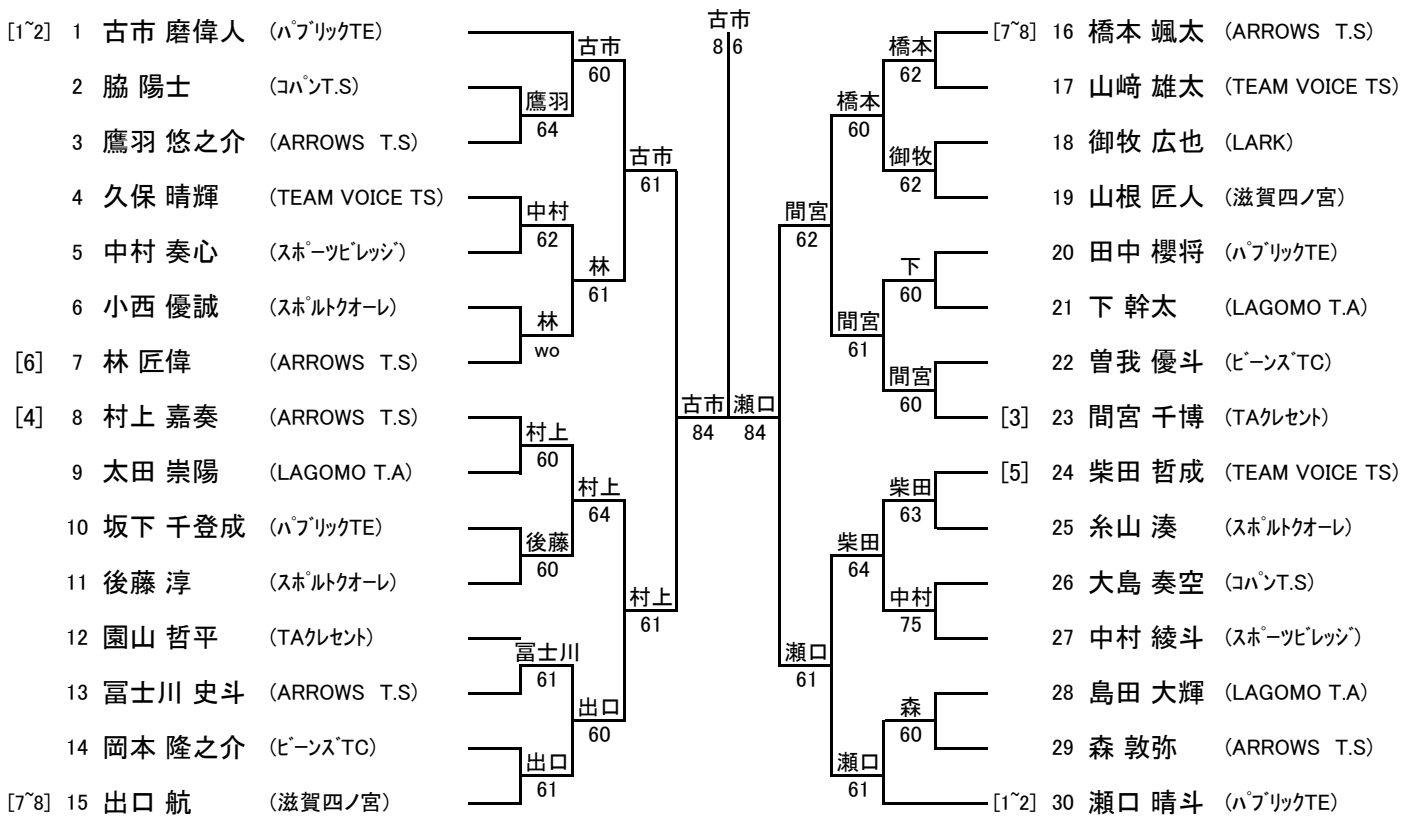 [1~2] 1 古市 磨偉人 (パブリックTE)
2 脇 陽士 (コパンT.S)
3 鷹羽 悠之介 (ARROWS T.S)
4 久保 晴輝 (TEAM VOICE TS)
5 中村 奏心 (スポーツビレッジ)
6 小西 優誠 (スポルトクオーレ)
[6] 7 林 匠偉 (ARROWS T.S)
[4] 8 村上 嘉奏 (ARROWS T.S)
9 太田 崇陽 (LAGOMO T.A)
10 坂下 千登成 (パブリックTE)
11 後藤 淳 (スポルトクオーレ)
12 園山 哲平 (TAクレセント)
13 冨士川 史斗 (ARROWS T.S)
14 岡本 隆之介 (ビーンズTC)
[7~8] 15 出口 航 (滋賀四ノ宮)
鷹羽
64
中村
62
林
wo
村上
60
後藤
60
冨士川
61
出口
61
古市
60
林
61
村上
64
出口
60
古市
61
村上
61
古市
84
古市
8 6
瀬口
84
間宮
62
瀬口
61
橋本
60
間宮
61
柴田
64
瀬口
61
橋本
62
御牧
62
下
60
間宮
60
柴田
63
中村
75
森
60
[7~8] 16 橋本 颯太 (ARROWS T.S)
17 山﨑 雄太 (TEAM VOICE TS)
18 御牧 広也 (LARK)
19 山根 匠人 (滋賀四ノ宮)
20 田中 櫻将 (パブリックTE)
21 下 幹太 (LAGOMO T.A)
22 曽我 優斗 (ビーンズTC)
[3] 23 間宮 千博 (TAクレセント)
[5] 24 柴田 哲成 (TEAM VOICE TS)
25 糸山 湊 (スポルトクオーレ)
26 大島 奏空 (コパンT.S)
27 中村 綾斗 (スポーツビレッジ)
28 島田 大輝 (LAGOMO T.A)
29 森 敦弥 (ARROWS T.S)
[1~2] 30 瀬口 晴斗 (パブリックTE)